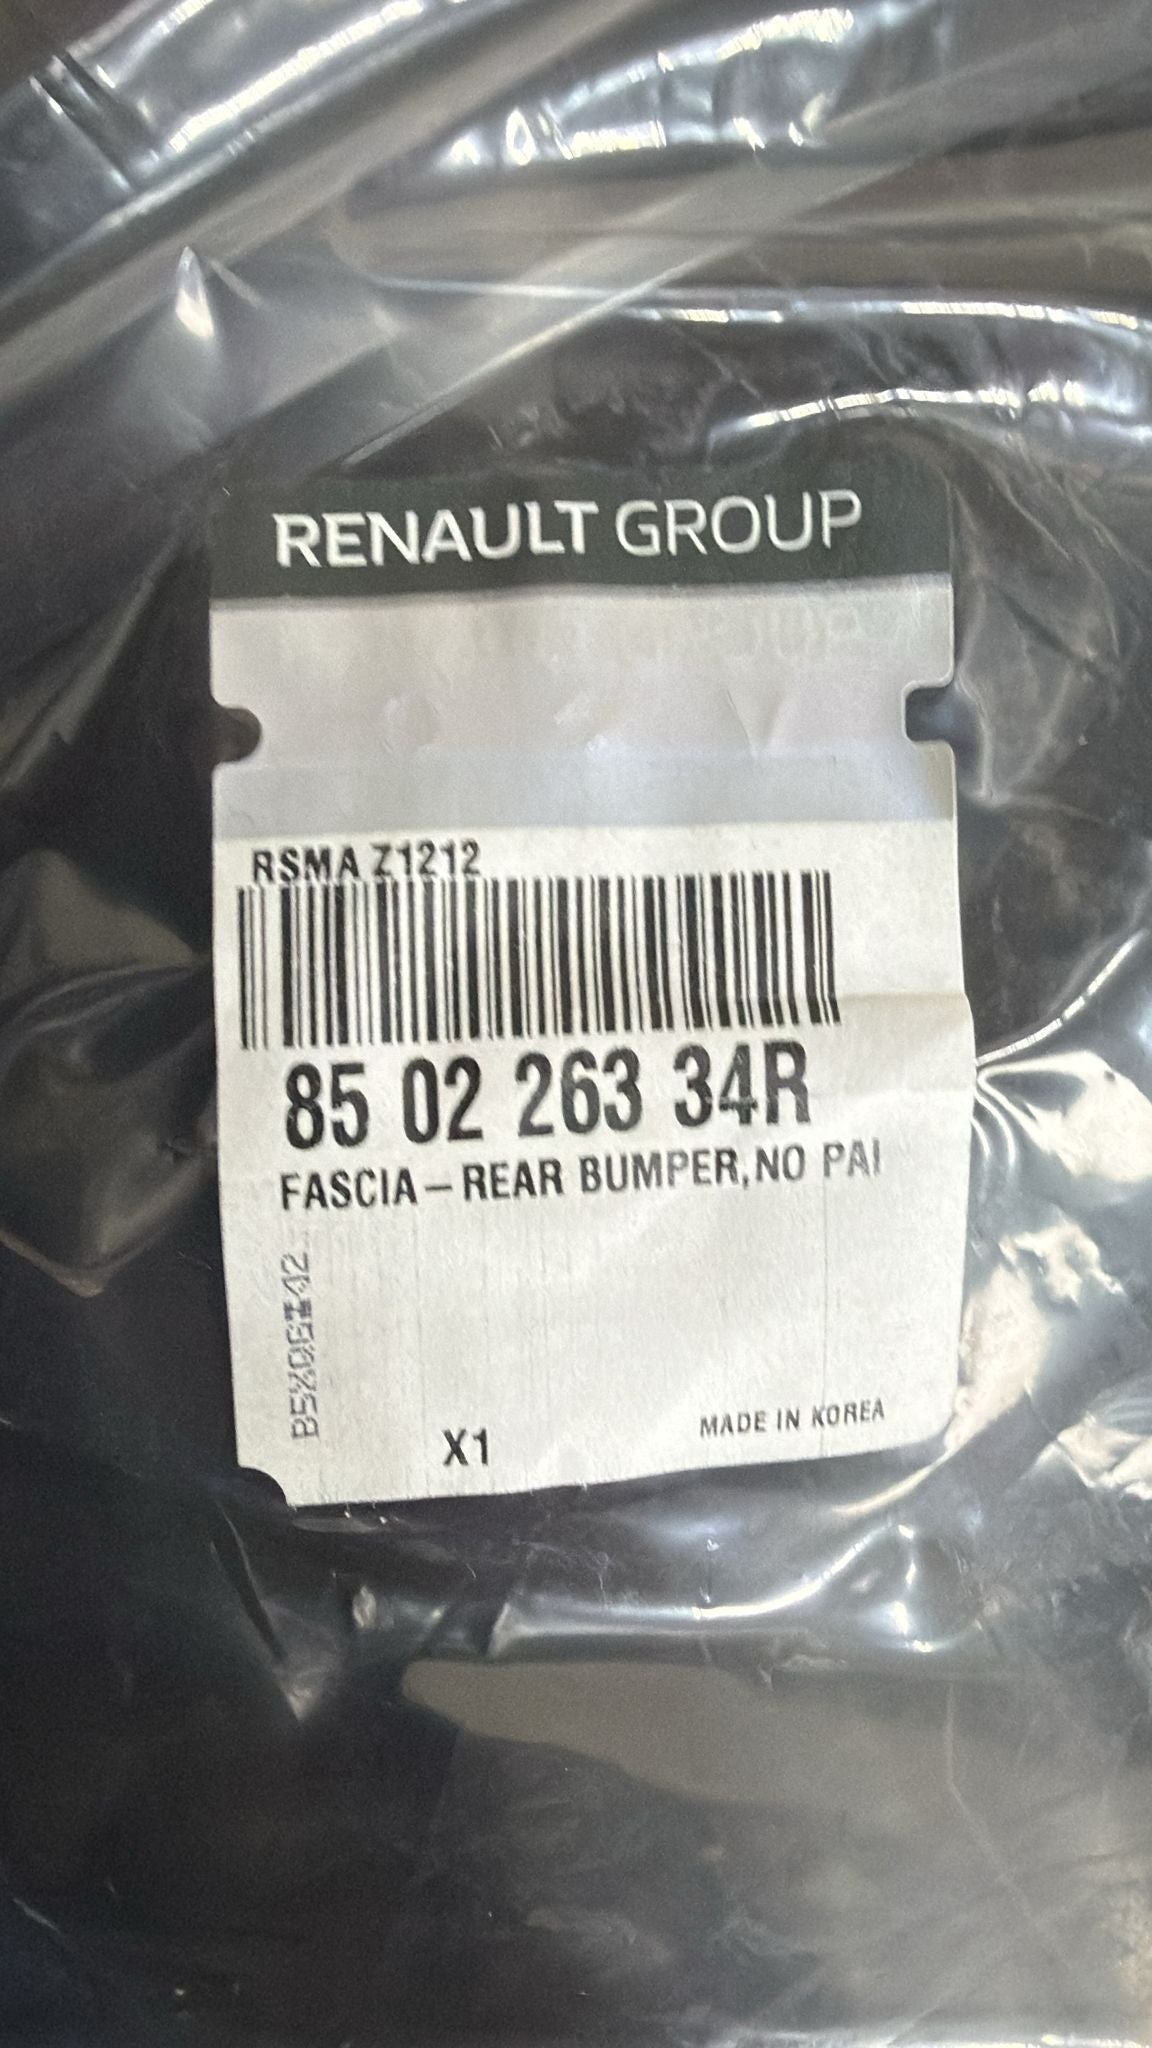 RENAULT GROUP
RSMA Z1212
85 02 263 34R
FASCIA-REAR BUMPER,NO PAI
X1
MADE IN KOREA